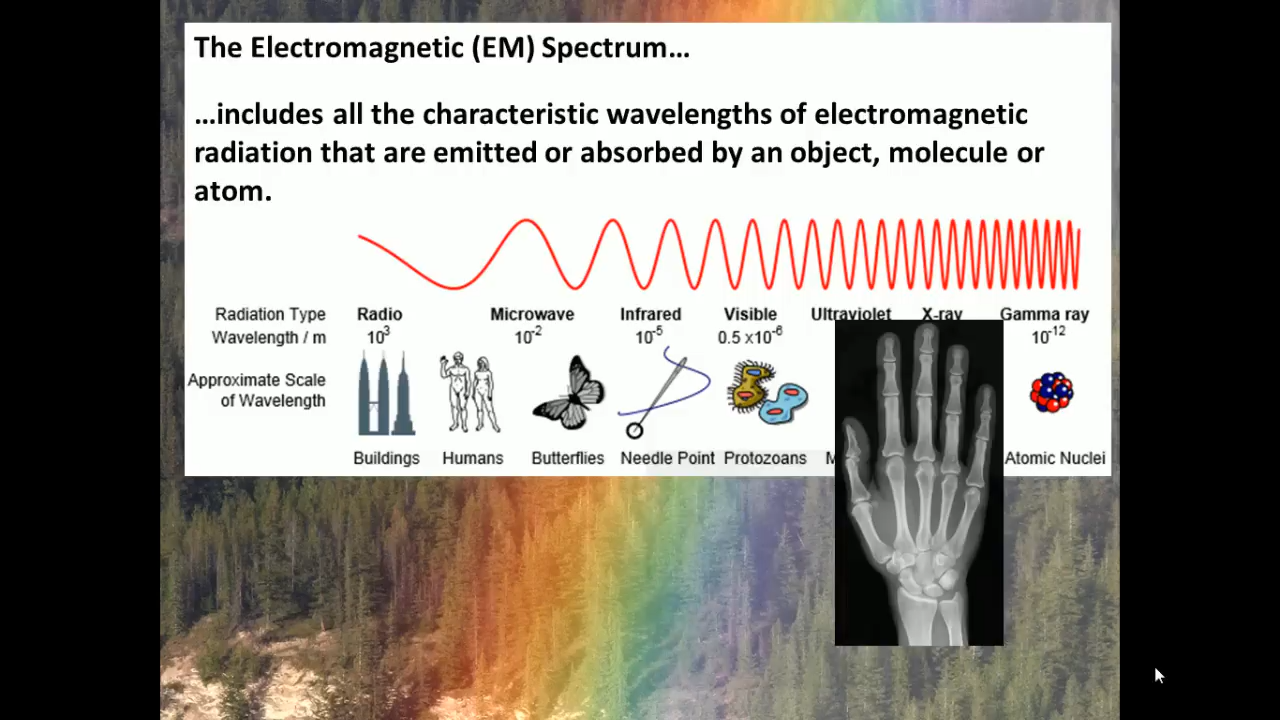 The Electromagnetic (EM) Spectrum…
…includes all the characteristic wavelengths of electromagnetic
radiation that are emitted or absorbed by an object, molecule or
atom.
Radiation Type Radio Microwave Infrared Visible Ultraviolet X-ray Gamma ray
Wavelength / m 10³ 10⁻² 10⁻⁵ 0.5 x10⁻⁶ 10⁻¹²
Approximate Scale
of Wavelength
Buildings Humans Butterflies Needle Point Protozoans Atomic Nuclei